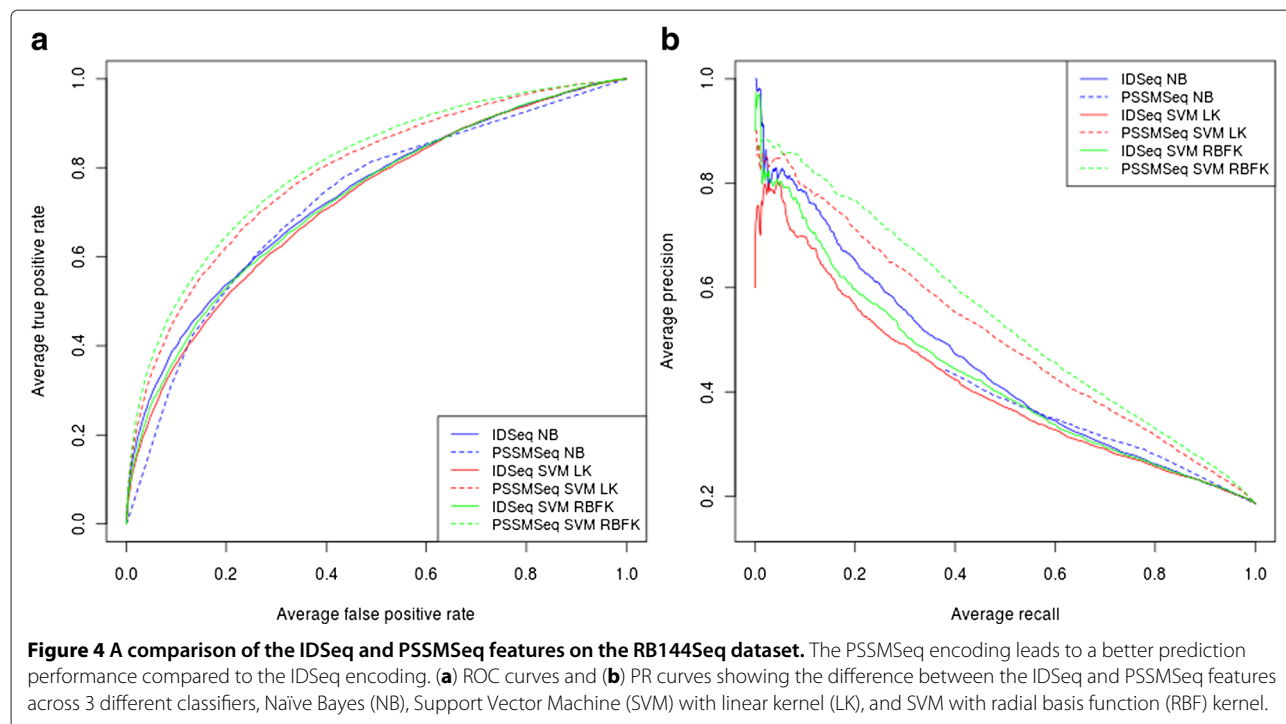 a
Average true positive rate
1.0
0.8
0.6
0.4
0.2
0.0
IDSeq NB
PSSMSeq NB
IDSeq SVM LK
PSSMSeq SVM LK
IDSeq SVM RBFK
PSSMSeq SVM RBFK
0.0 0.2 0.4 0.6 0.8 1.0
Average false positive rate
b
Average precision
1.0
0.8
0.6
0.4
0.2
IDSeq NB
PSSMSeq NB
IDSeq SVM LK
PSSMSeq SVM LK
IDSeq SVM RBFK
PSSMSeq SVM RBFK
0.0 0.2 0.4 0.6 0.8 1.0
Average recall
Figure 4 A comparison of the IDSeq and PSSMSeq features on the RB144Seq dataset. The PSSMSeq encoding leads to a better prediction
performance compared to the IDSeq encoding. (a) ROC curves and (b) PR curves showing the difference between the IDSeq and PSSMSeq features
across 3 different classifiers, Naïve Bayes (NB), Support Vector Machine (SVM) with linear kernel (LK), and SVM with radial basis function (RBF) kernel.